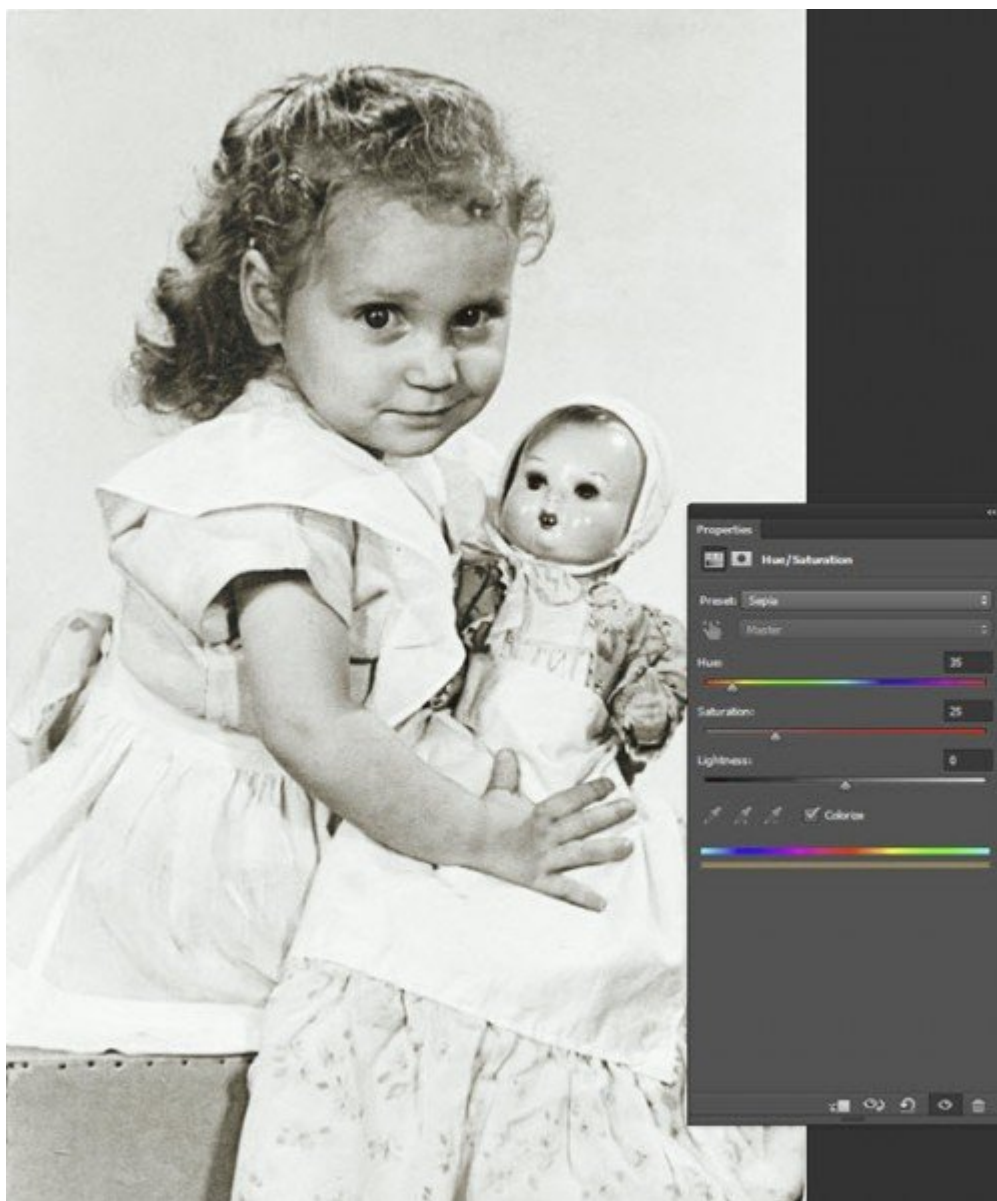 Properties
Hue/Saturation
Preset: Sepia
Master
Hue: 35
Saturation: 25
Lightness: 0
Colorize